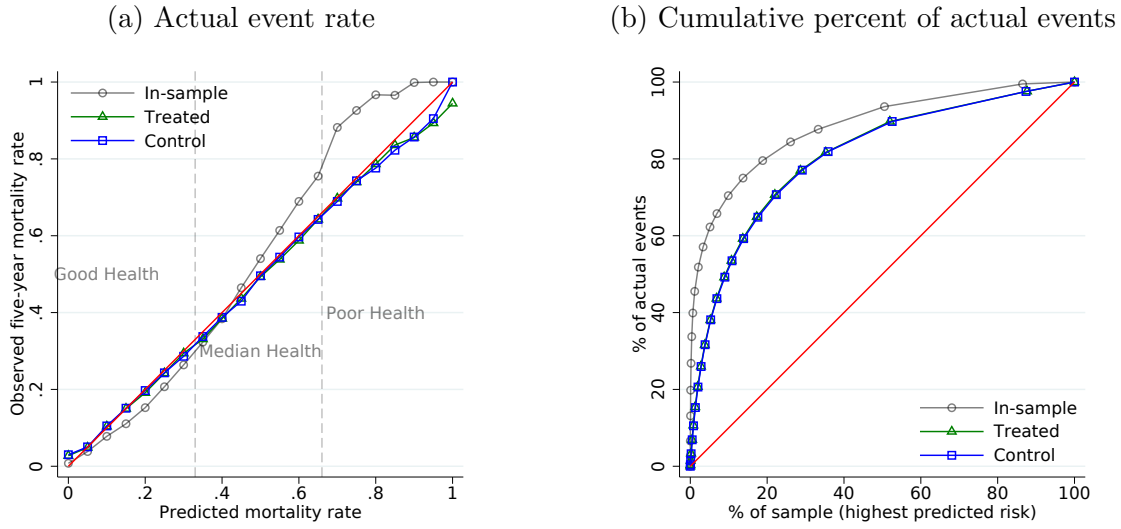 (a) Actual event rate
In-sample
Treated
Control
Good Health
Median Health
Poor Health
Observed five-year mortality rate
0 .2 .4 .6 .8 1
0 .2 .4 .6 .8 1
Predicted mortality rate
(b) Cumulative percent of actual events
% of actual events
0 20 40 60 80 100
In-sample
Treated
Control
0 20 40 60 80 100
% of sample (highest predicted risk)